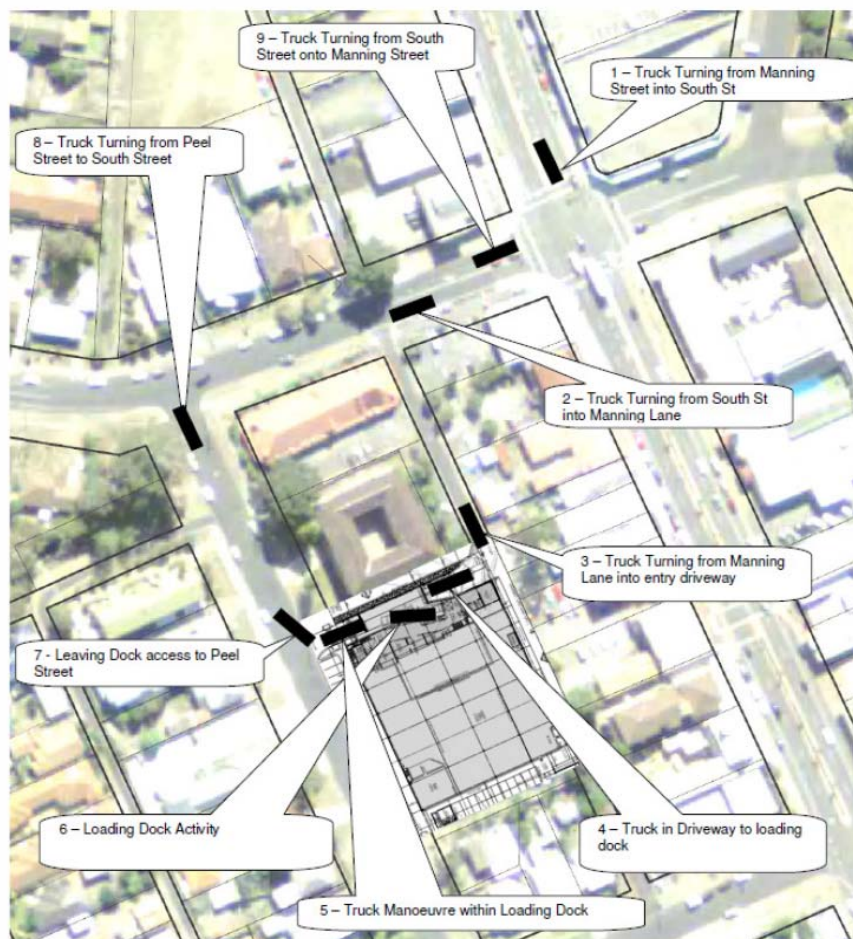 9 – Truck Turning from South
Street onto Manning Street
1 – Truck Turning from Manning
Street into South St
8 – Truck Turning from Peel
Street to South Street
2 – Truck Turning from South St
into Manning Lane
3 – Truck Turning from Manning
Lane into entry driveway
7 - Leaving Dock access to Peel
Street
6 – Loading Dock Activity
4 – Truck in Driveway to loading
dock
5 – Truck Manoeuvre within Loading Dock